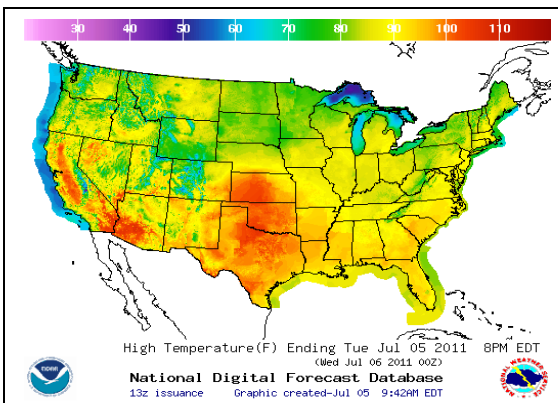 30 40 50 60 70 80 90 100 110
High Temperature(F) Ending Tue Jul 05 2011 8PM EDT
(Wed Jul 06 2011 00Z)
National Digital Forecast Database
13z issuance Graphic created-Jul 05 9:42AM EDT
noaa